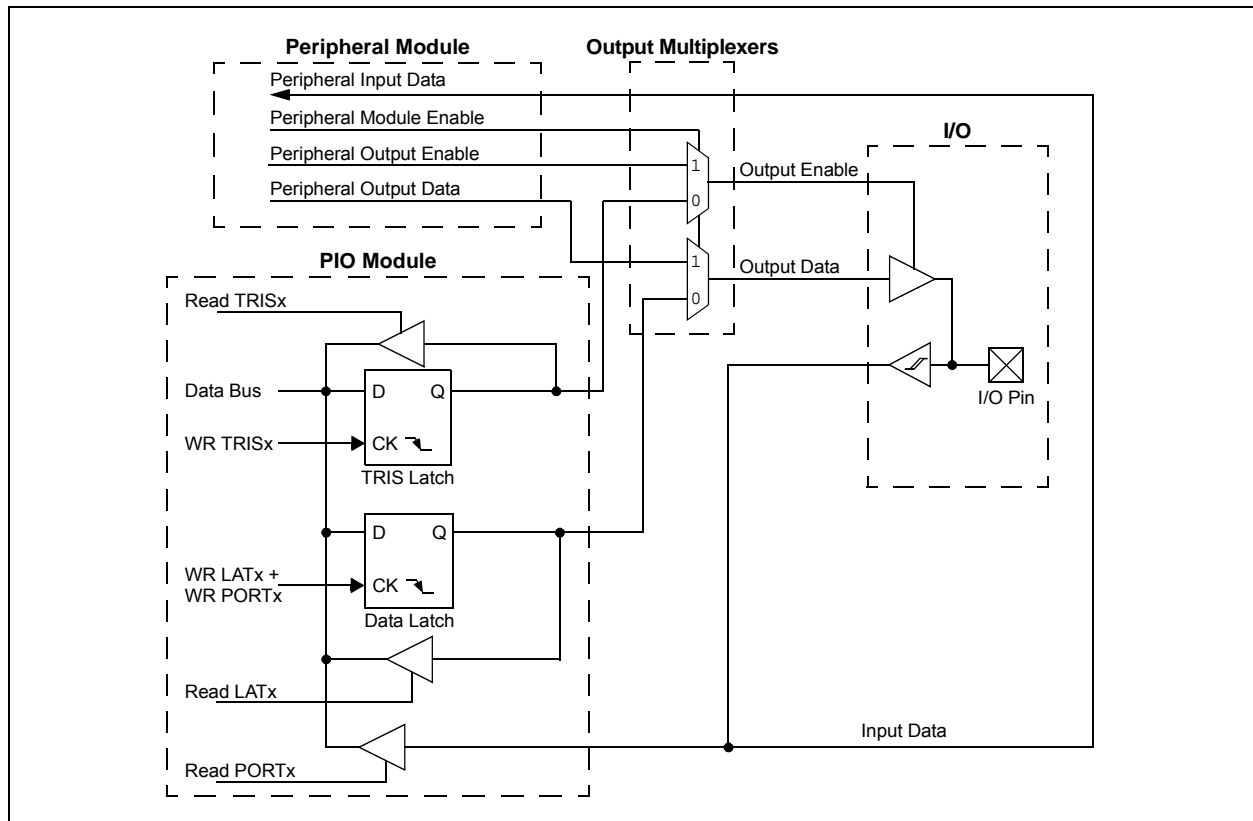 Peripheral Module
Output Multiplexers
Peripheral Input Data
Peripheral Module Enable
Peripheral Output Enable
Peripheral Output Data
1
0
Output Enable
1
0
Output Data
I/O
I/O Pin
PIO Module
Read TRISx
Data Bus
D
Q
WR TRISx
CK
TRIS Latch
D
Q
WR LATx +
WR PORTx
CK
Data Latch
Read LATx
Read PORTx
Input Data